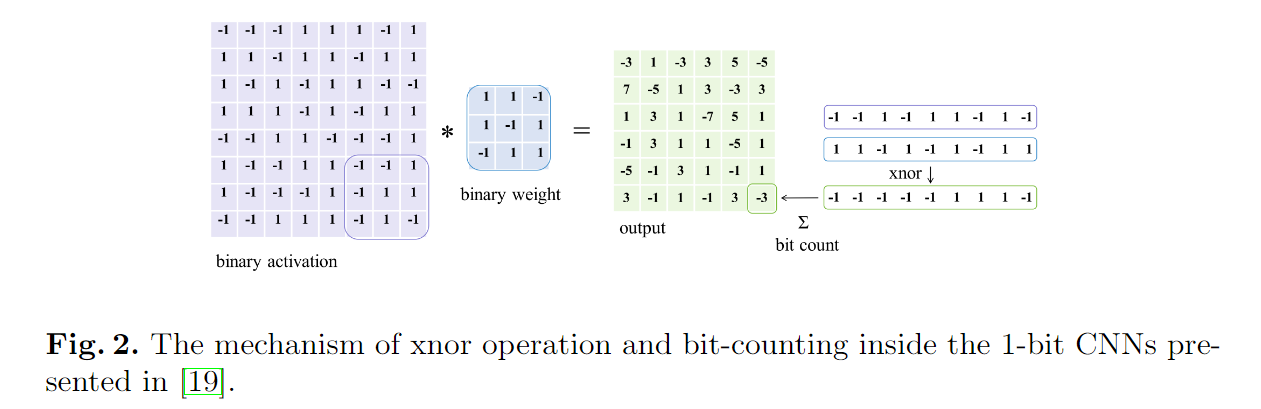 -1 -1 -1 1 1 1 -1 1
1 1 -1 1 1 -1 1 1
1 -1 1 -1 1 1 -1 -1
1 1 1 -1 1 -1 1 1
-1 -1 1 1 -1 -1 -1 1
1 -1 -1 1 1 -1 -1 1
1 -1 -1 -1 1 -1 1 1
-1 -1 1 1 1 -1 1 -1
binary activation
*
1 1 -1
1 -1 1
-1 1 1
binary weight
=
-3 1 -3 3 5 -5
7 -5 1 3 -3 3
1 3 1 -7 5 1
-1 3 1 1 -5 1
-5 -1 3 1 -1 1
3 -1 1 -1 3 -3
output
-1 -1 1 -1 1 1 -1 1 -1
1 1 -1 1 -1 1 -1 1 1
xnor ↓
-1 -1 -1 -1 -1 1 1 1 -1
←
Σ
bit count
Fig. 2. The mechanism of xnor operation and bit-counting inside the 1-bit CNNs pre-
sented in [19].